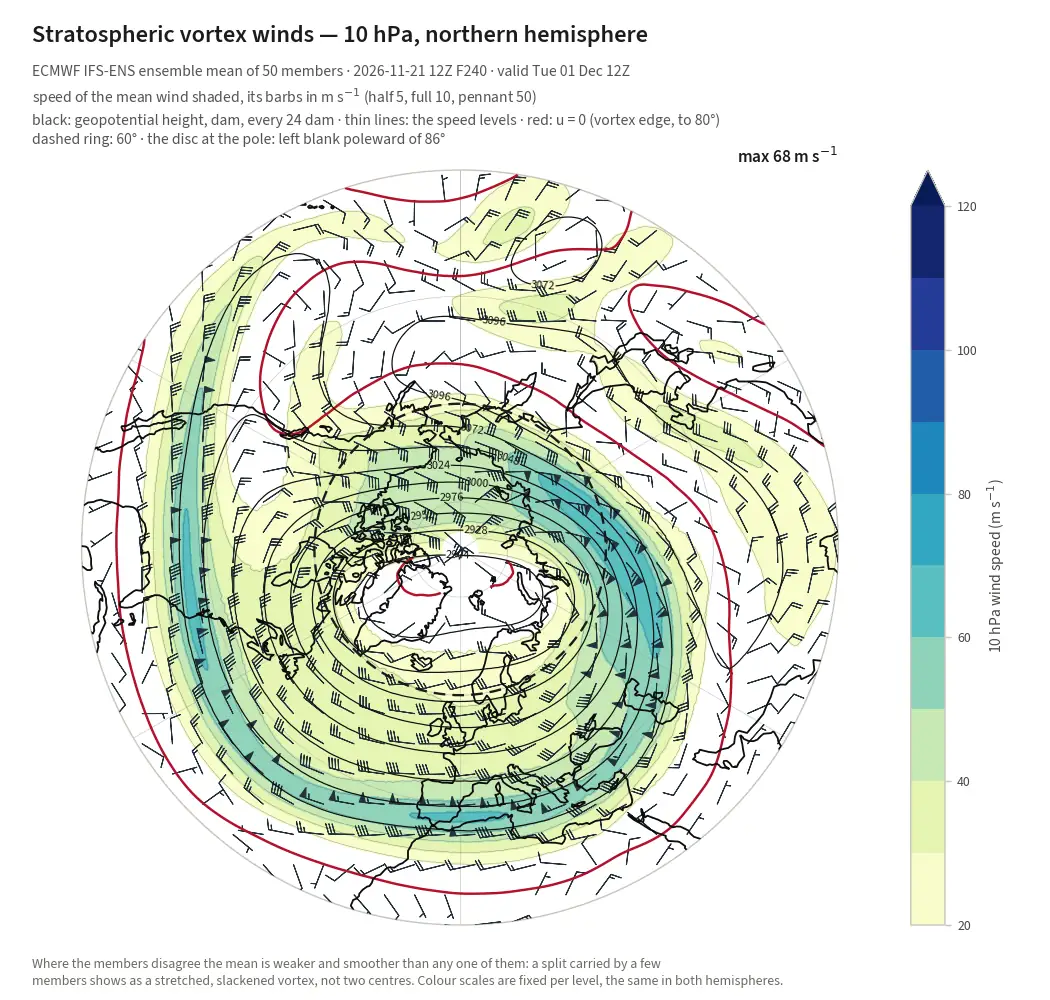 Stratospheric vortex winds — 10 hPa, northern hemisphere
ECMWF IFS-ENS ensemble mean of 50 members · 2026-11-21 12Z F240 · valid Tue 01 Dec 12Z
speed of the mean wind shaded, its barbs in m s⁻¹ (half 5, full 10, pennant 50)
black: geopotential height, dam, every 24 dam · thin lines: the speed levels · red: u = 0 (vortex edge, to 80°)
dashed ring: 60° · the disc at the pole: left blank poleward of 86°
max 68 m s⁻¹
120
100
80
60
40
20
10 hPa wind speed (m s⁻¹)
3072
3096
3096
3072
3048
3024
3000
2976
2928
Where the members disagree the mean is weaker and smoother than any one of them: a split carried by a few
members shows as a stretched, slackened vortex, not two centres. Colour scales are fixed per level, the same in both hemispheres.